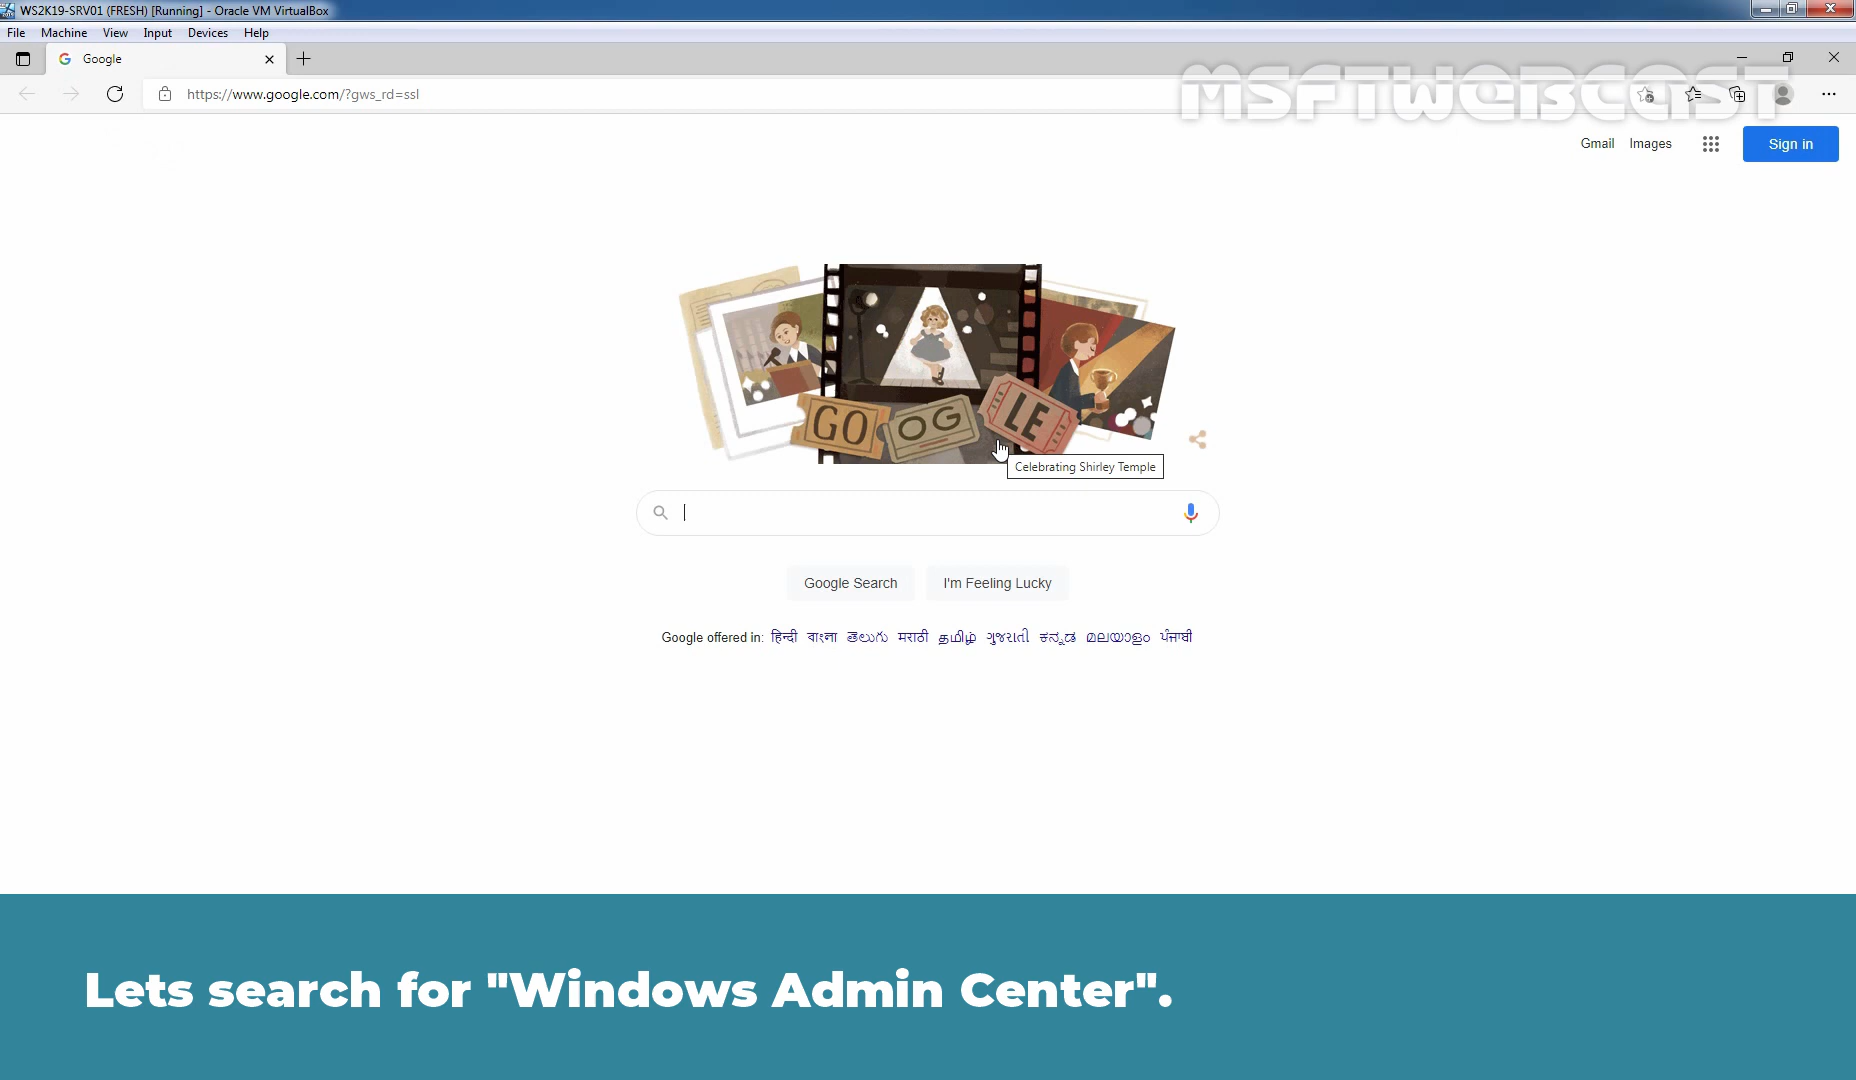 WS2K19-SRV01 (FRESH) [Running] - Oracle VM VirtualBox
File Machine View Input Devices Help
Google
https://www.google.com/?gws_rd=ssl
MSFTWEBCAST
Gmail Images Sign in
GO OG LE
Celebrating Shirley Temple
Google Search I'm Feeling Lucky
Google offered in: हिन्दी বাংলা తెలుగు मराठी தமிழ் ગુજરાતી ಕನ್ನಡ മലയാളം ਪੰਜਾਬੀ
Lets search for "Windows Admin Center".